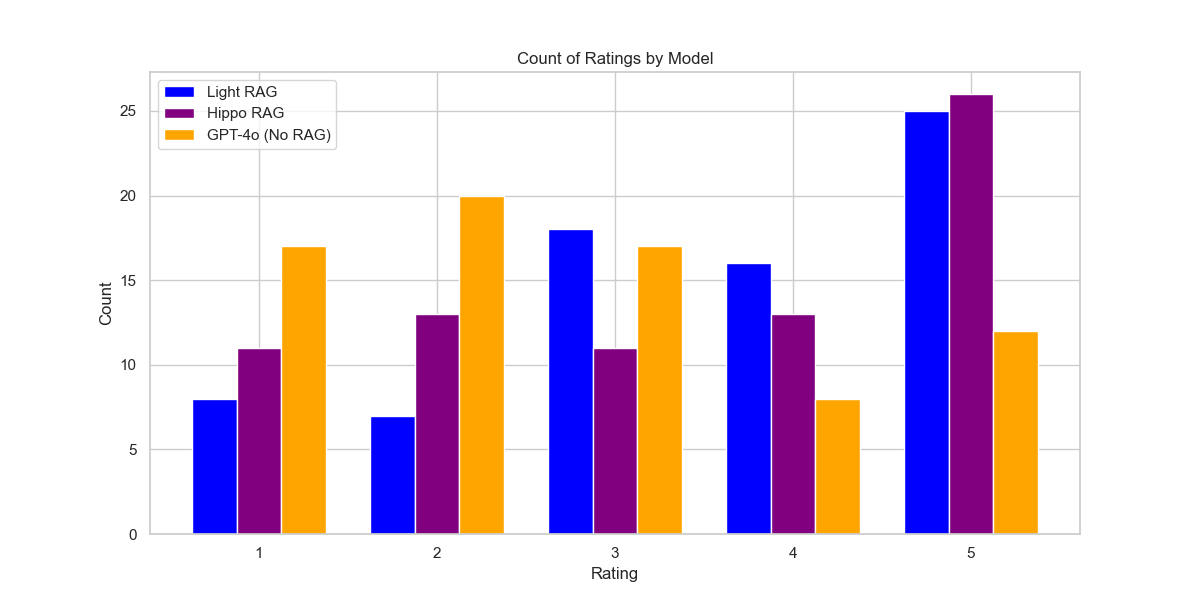 Count of Ratings by Model
Light RAG
Hippo RAG
GPT-4o (No RAG)
25
20
15
10
5
0
Count
1 2 3 4 5
Rating